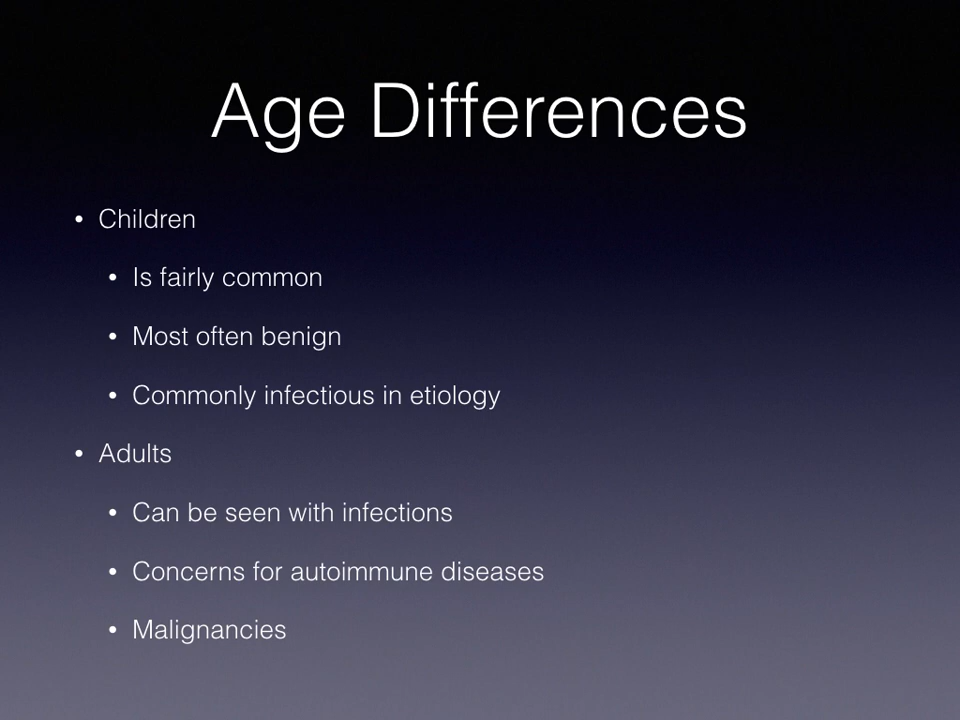 Age Differences
• Children
• Is fairly common
• Most often benign
• Commonly infectious in etiology
• Adults
• Can be seen with infections
• Concerns for autoimmune diseases
• Malignancies